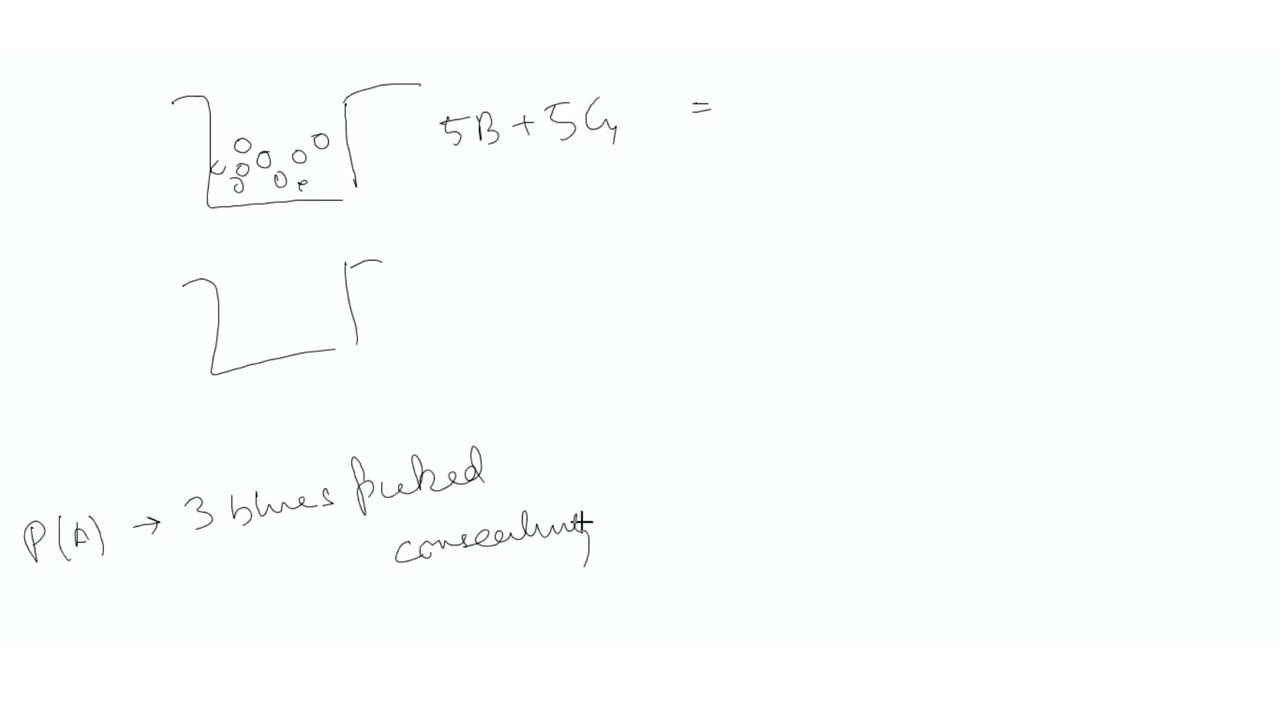 5B + 5G =
P(A) → 3 blues picked
consecutively